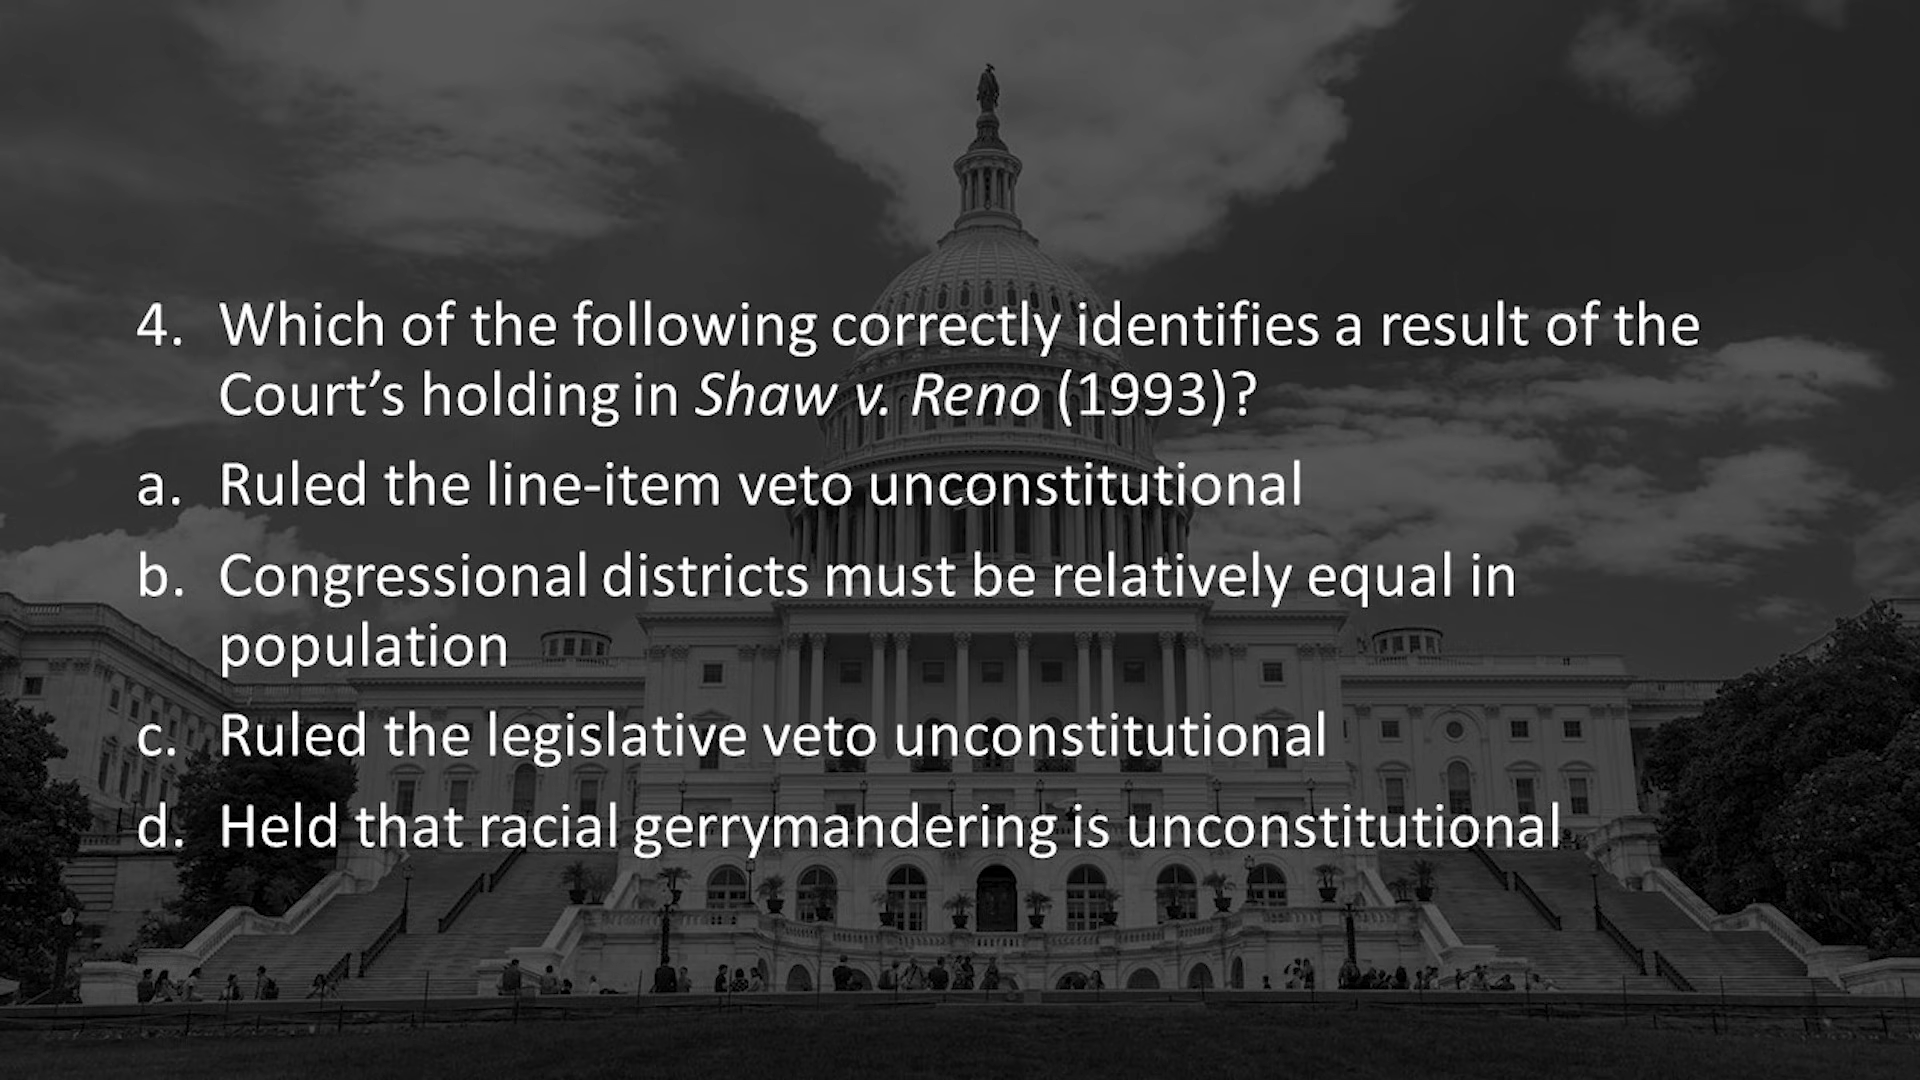 4. Which of the following correctly identifies a result of the
Court’s holding in Shaw v. Reno (1993)?
a. Ruled the line-item veto unconstitutional
b. Congressional districts must be relatively equal in
population
c. Ruled the legislative veto unconstitutional
d. Held that racial gerrymandering is unconstitutional